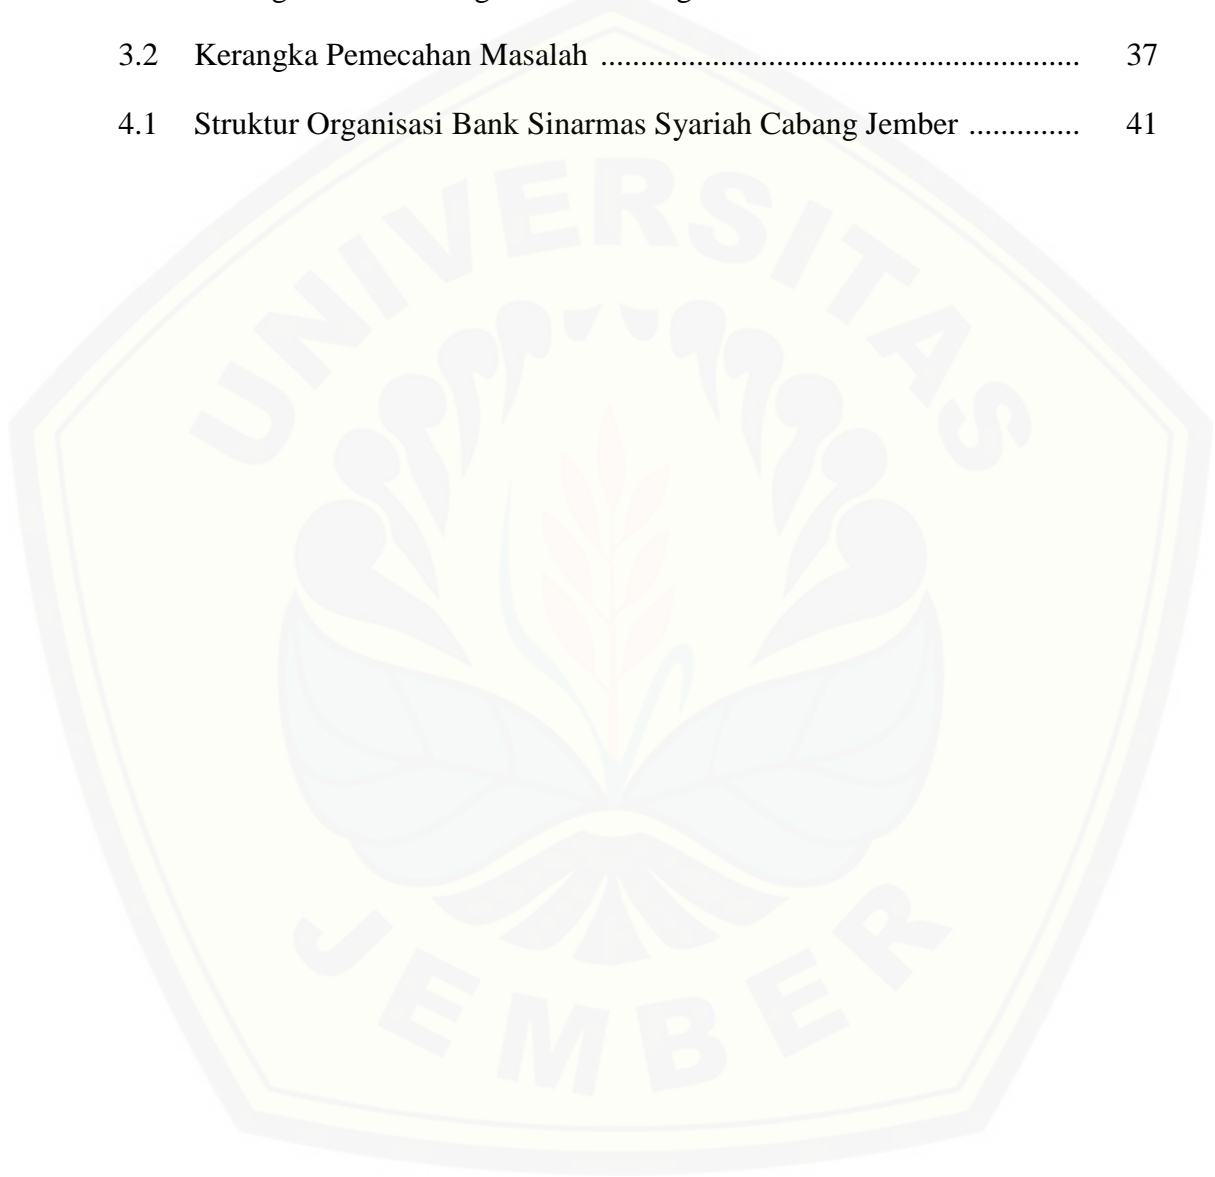 3.2 Kerangka Pemecahan Masalah ........................................................ 37
4.1 Struktur Organisasi Bank Sinarmas Syariah Cabang Jember .............. 41
UNIVERSITAS
JEMBER